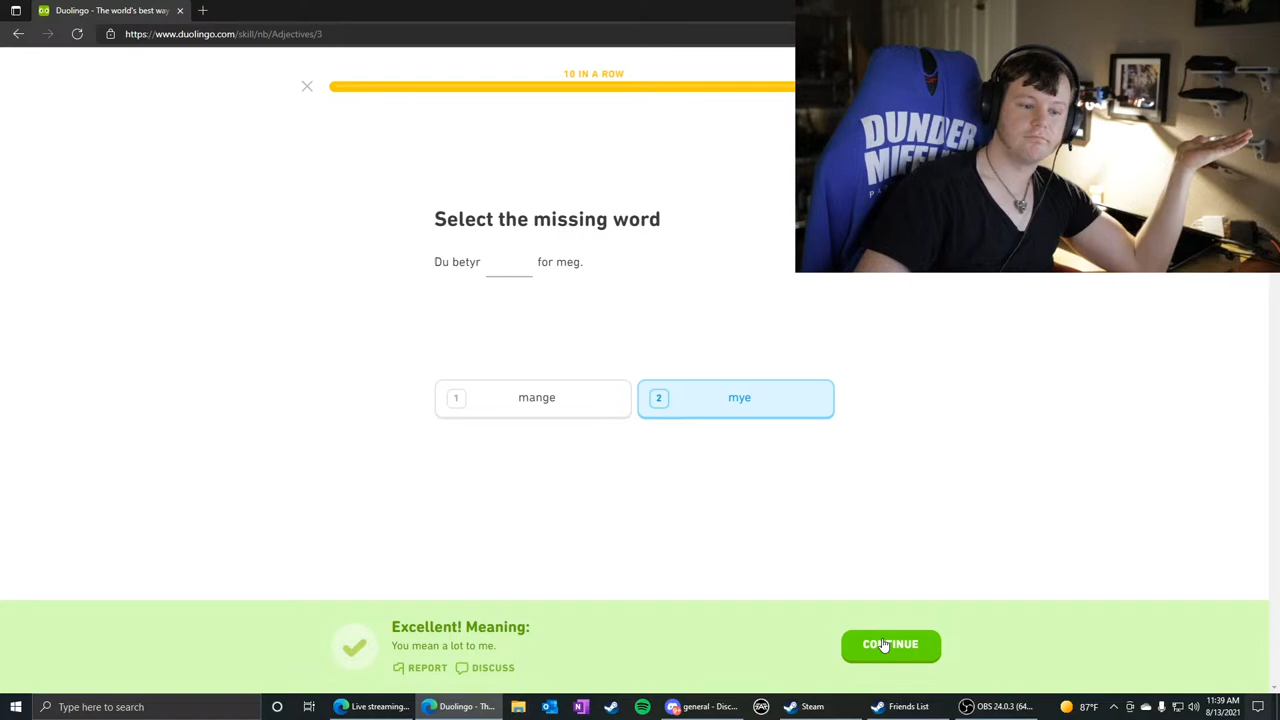 Duolingo - The world's best way
https://www.duolingo.com/skill/nb/Adjectives/3
10 IN A ROW
DUNDER
MIFFLIN
Select the missing word
Du betyr for meg.
1 mange
2 mye
Excellent! Meaning:
You mean a lot to me.
REPORT DISCUSS
CONTINUE
Type here to search
Live streaming...
Duolingo - Th...
general - Disc...
Steam
Friends List
OBS 24.0.3 (64...
87°F
11:39 AM
8/13/2021